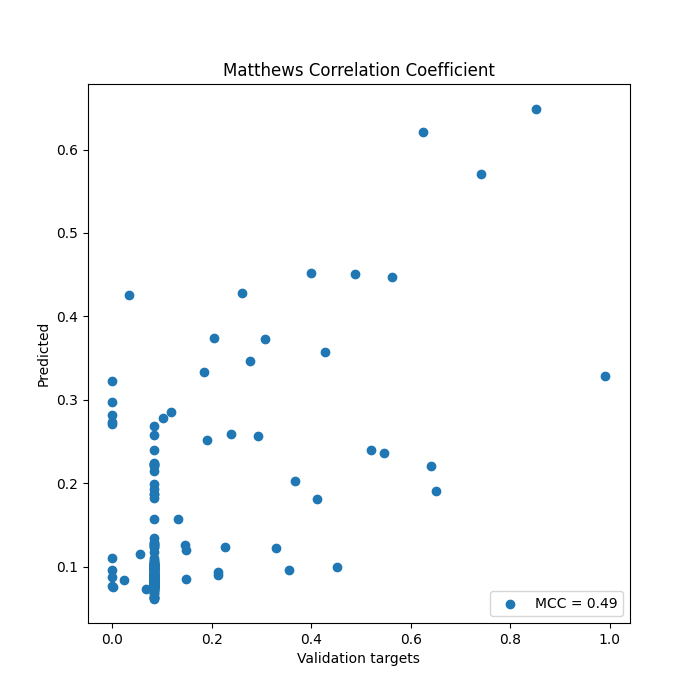 Matthews Correlation Coefficient
0.6
0.5
0.4
0.3
0.2
0.1
Predicted
MCC = 0.49
0.0 0.2 0.4 0.6 0.8 1.0
Validation targets